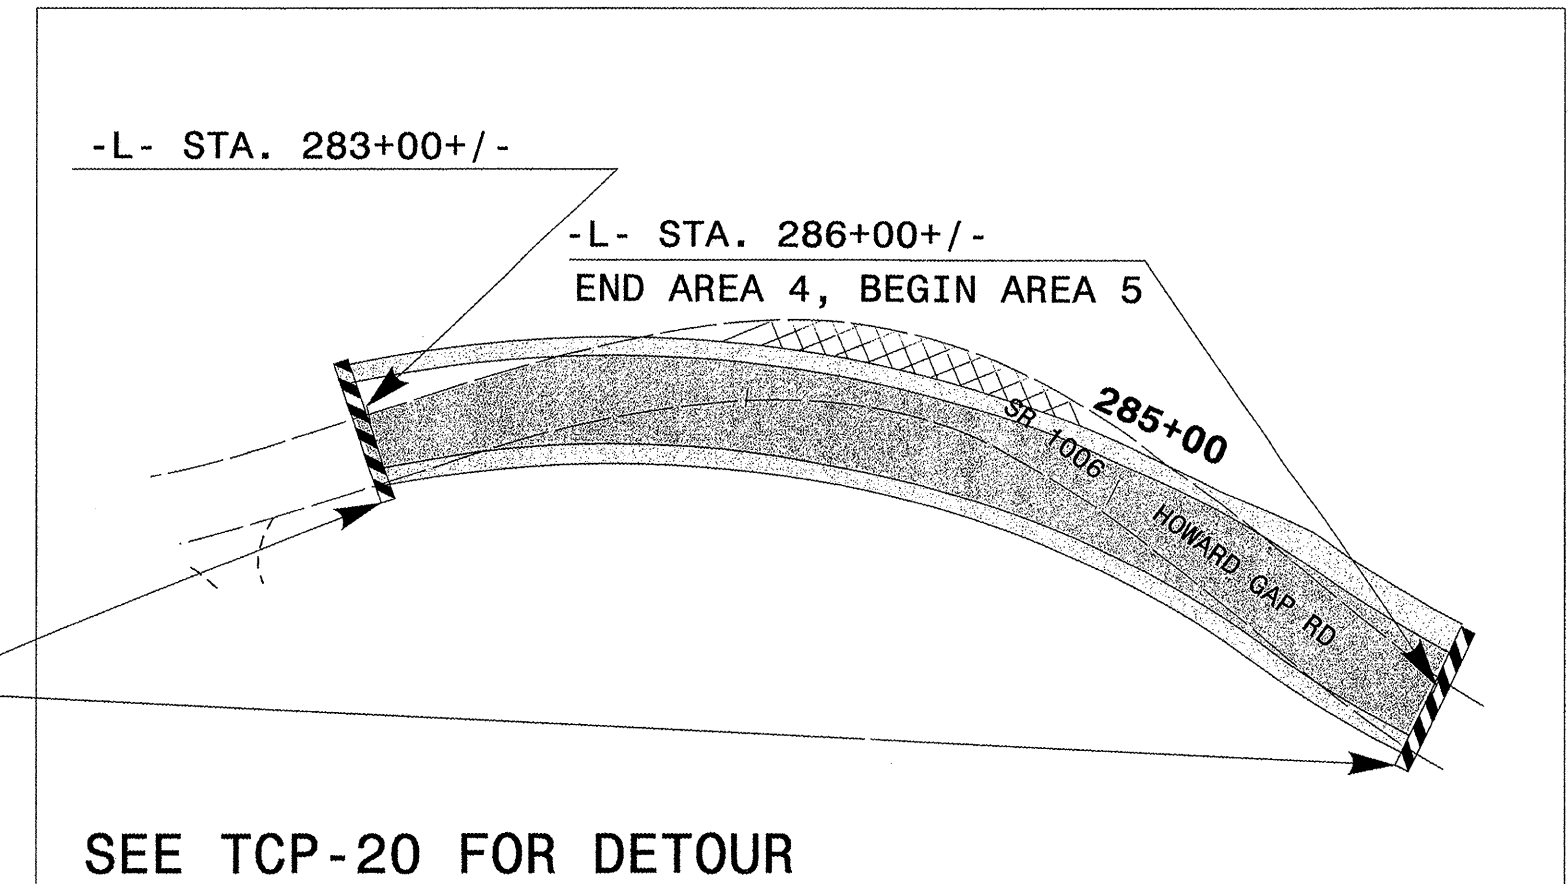 -L- STA. 283+00+/-
-L- STA. 286+00+/-
END AREA 4, BEGIN AREA 5
285+00
SR 1006
HOWARD GAP RD
SEE TCP-20 FOR DETOUR